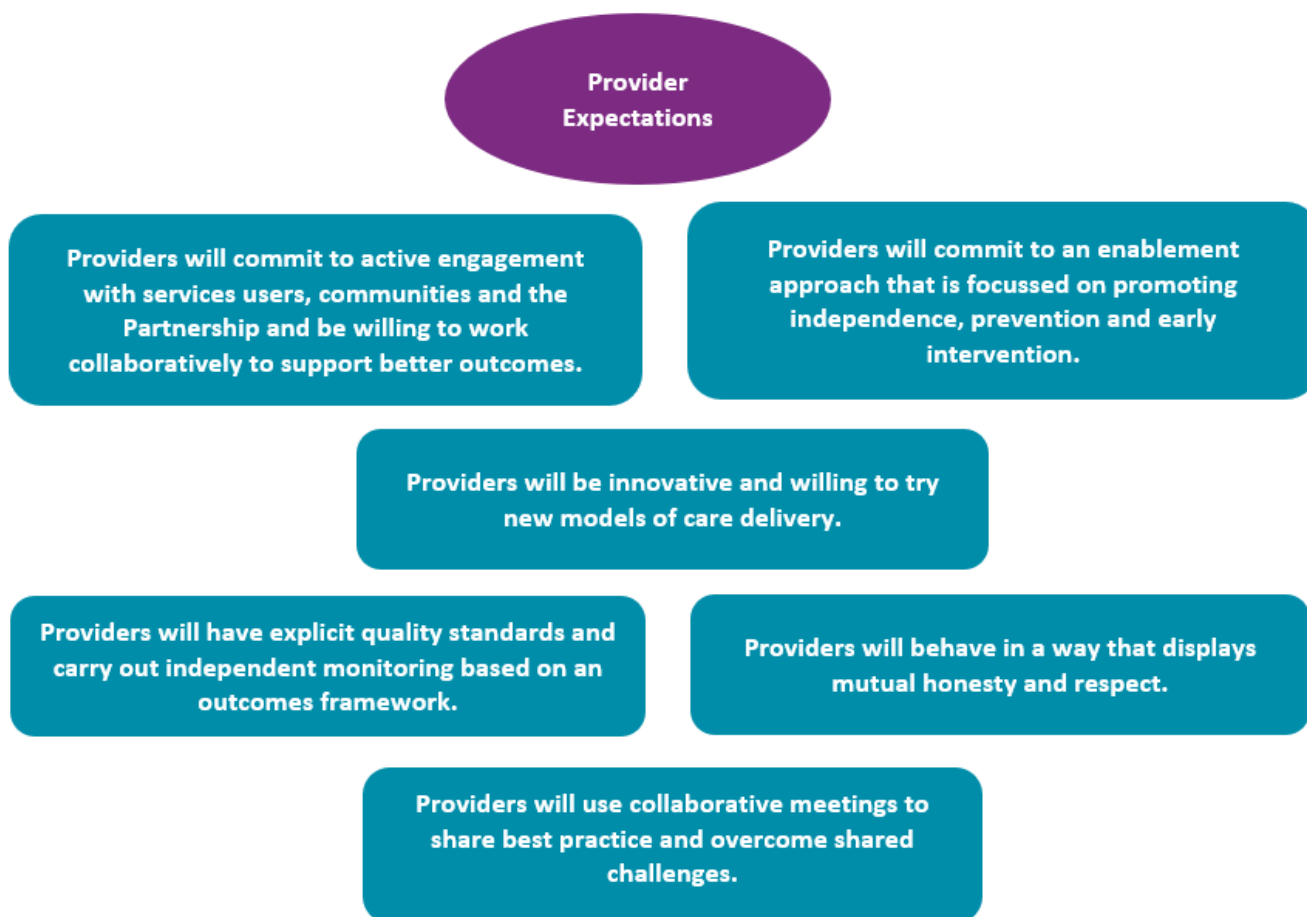 Provider
Expectations
Providers will commit to active engagement
with services users, communities and the
Partnership and be willing to work
collaboratively to support better outcomes.
Providers will commit to an enablement
approach that is focussed on promoting
independence, prevention and early
intervention.
Providers will be innovative and willing to try
new models of care delivery.
Providers will have explicit quality standards and
carry out independent monitoring based on an
outcomes framework.
Providers will behave in a way that displays
mutual honesty and respect.
Providers will use collaborative meetings to
share best practice and overcome shared
challenges.